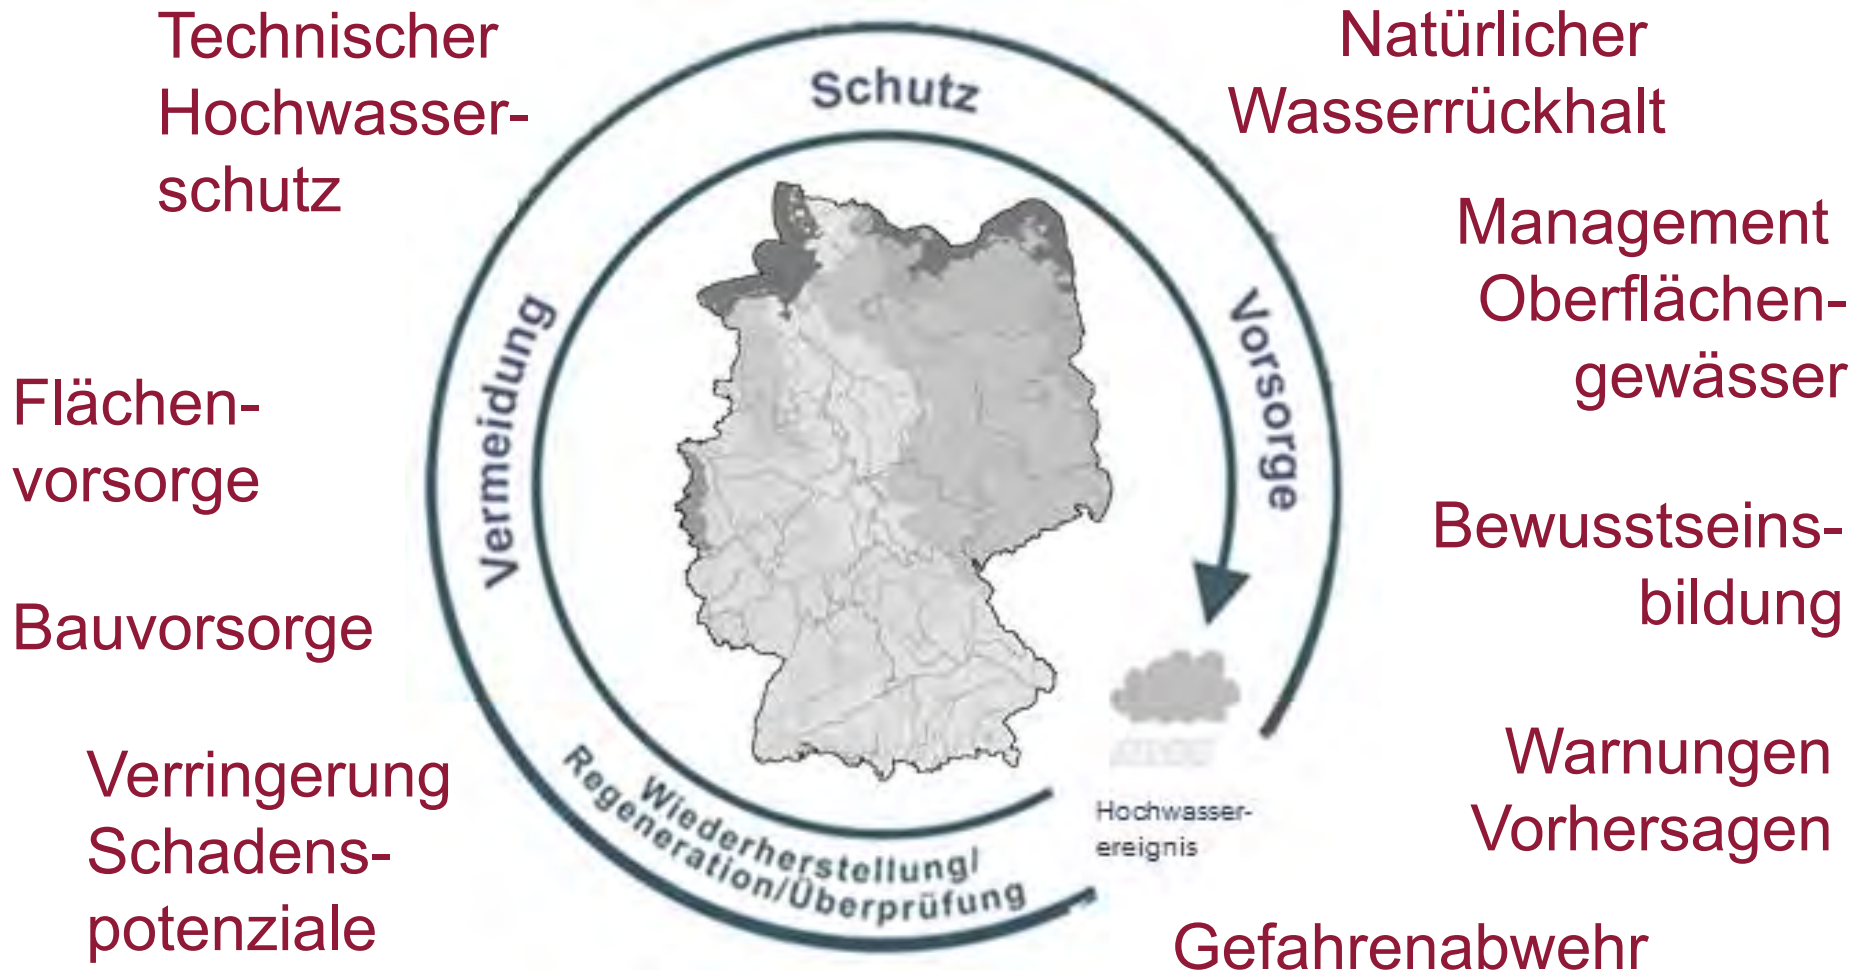 Technischer
Hochwasser-
schutz
Natürlicher
Wasserrückhalt
Schutz
Management
Oberflächen-
gewässer
Vermeidung
Vorsorge
Flächen-
vorsorge
Bewusstseins-
bildung
Bauvorsorge
Verringerung
Schadens-
potenziale
Wiederherstellung/
Regeneration/Überprüfung
Hochwasser-
ereignis
Warnungen
Vorhersagen
Gefahrenabwehr